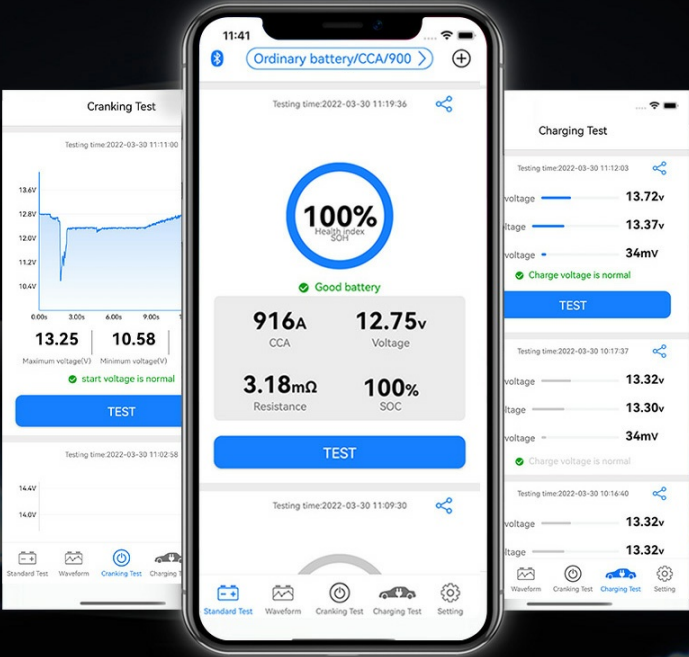 Cranking Test
Testing time:2022-03-30 11:11:00
13.6V
12.8V
12.0V
11.2V
10.4V
0.00s 3.00s 6.00s 9.00s
13.25 10.58
Maximum voltage(V) Minimum voltage(V)
start voltage is normal
TEST
Testing time:2022-03-30 11:02:58
14.4V
14.0V
Standard Test Waveform Cranking Test Charging T
11:41
Ordinary battery/CCA/900
Testing time:2022-03-30 11:19:36
100%
Health index
SOH
Good battery
916A 12.75v
CCA Voltage
3.18mΩ 100%
Resistance SOC
TEST
Testing time:2022-03-30 11:09:30
Standard Test Waveform Cranking Test Charging Test Setting
Charging Test
Testing time:2022-03-30 11:12:03
voltage 13.72v
ltage 13.37v
voltage 34mV
Charge voltage is normal
TEST
Testing time:2022-03-30 10:17:37
voltage 13.32v
ltage 13.30v
voltage 34mV
Charge voltage is normal
Testing time:2022-03-30 10:16:40
voltage 13.32v
ltage 13.32v
Waveform Cranking Test Charging Test Setting